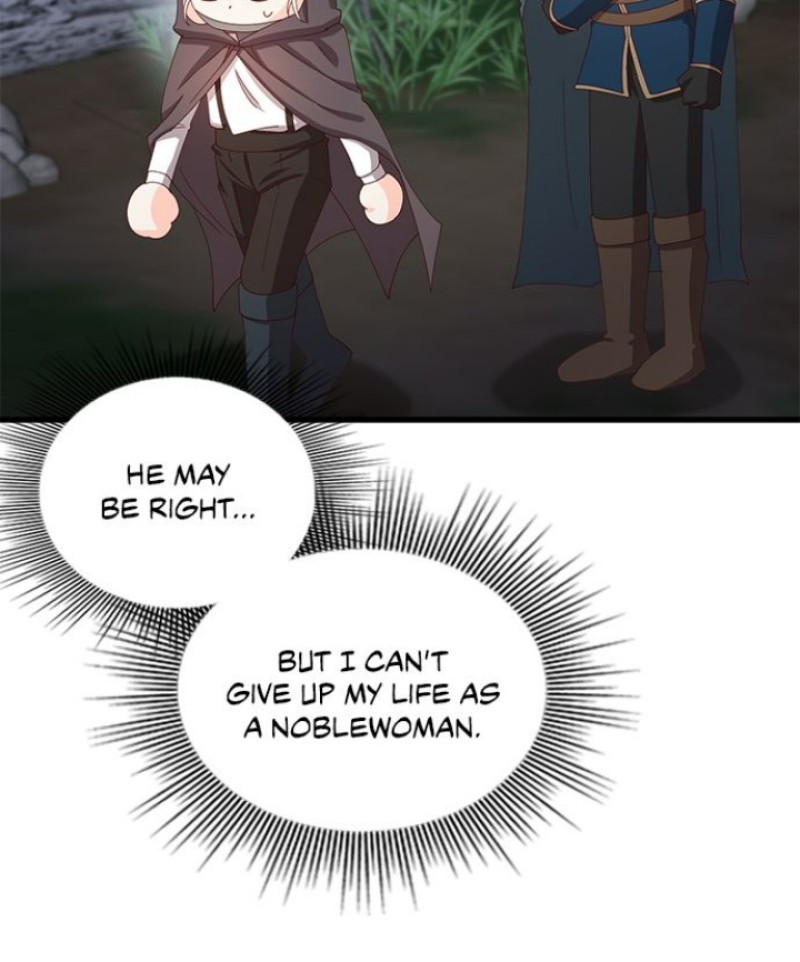 HE MAY
BE RIGHT...
BUT I CAN'T
GIVE UP MY LIFE AS
A NOBLEWOMAN.